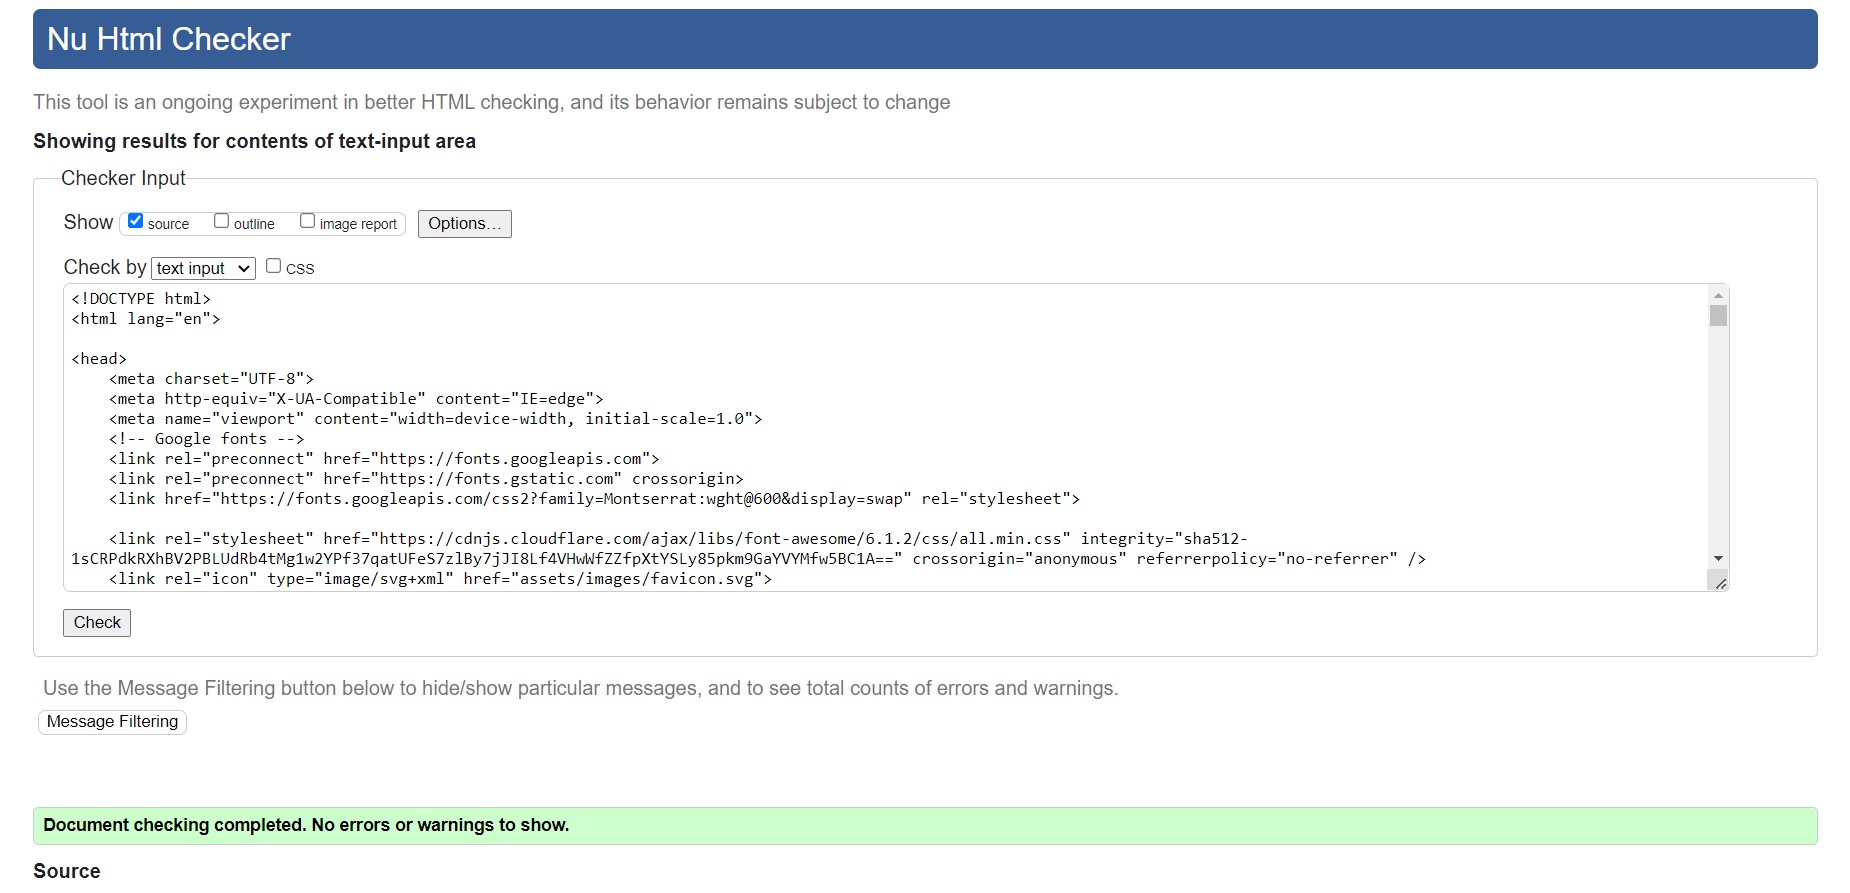 Nu Html Checker
This tool is an ongoing experiment in better HTML checking, and its behavior remains subject to change
Showing results for contents of text-input area
Checker Input
Show source outline image report Options...
Check by text input CSS
<!DOCTYPE html>
<html lang="en">
<head>
<meta charset="UTF-8">
<meta http-equiv="X-UA-Compatible" content="IE=edge">
<meta name="viewport" content="width=device-width, initial-scale=1.0">
<!-- Google fonts -->
<link rel="preconnect" href="https://fonts.googleapis.com">
<link rel="preconnect" href="https://fonts.gstatic.com" crossorigin>
<link href="https://fonts.googleapis.com/css2?family=Montserrat:wght@600&display=swap" rel="stylesheet">
<link rel="stylesheet" href="https://cdnjs.cloudflare.com/ajax/libs/font-awesome/6.1.2/css/all.min.css" integrity="sha512-
1sCRPdkRXhBV2PBLUdRb4tMg1w2YPf37qatUFeS7zlBy7jJI8Lf4VHwWfZZfpXtYSLy85pkm9GaYVYMfw5BC1A==" crossorigin="anonymous" referrerpolicy="no-referrer" />
<link rel="icon" type="image/svg+xml" href="assets/images/favicon.svg">
Check
Use the Message Filtering button below to hide/show particular messages, and to see total counts of errors and warnings.
Message Filtering
Document checking completed. No errors or warnings to show.
Source